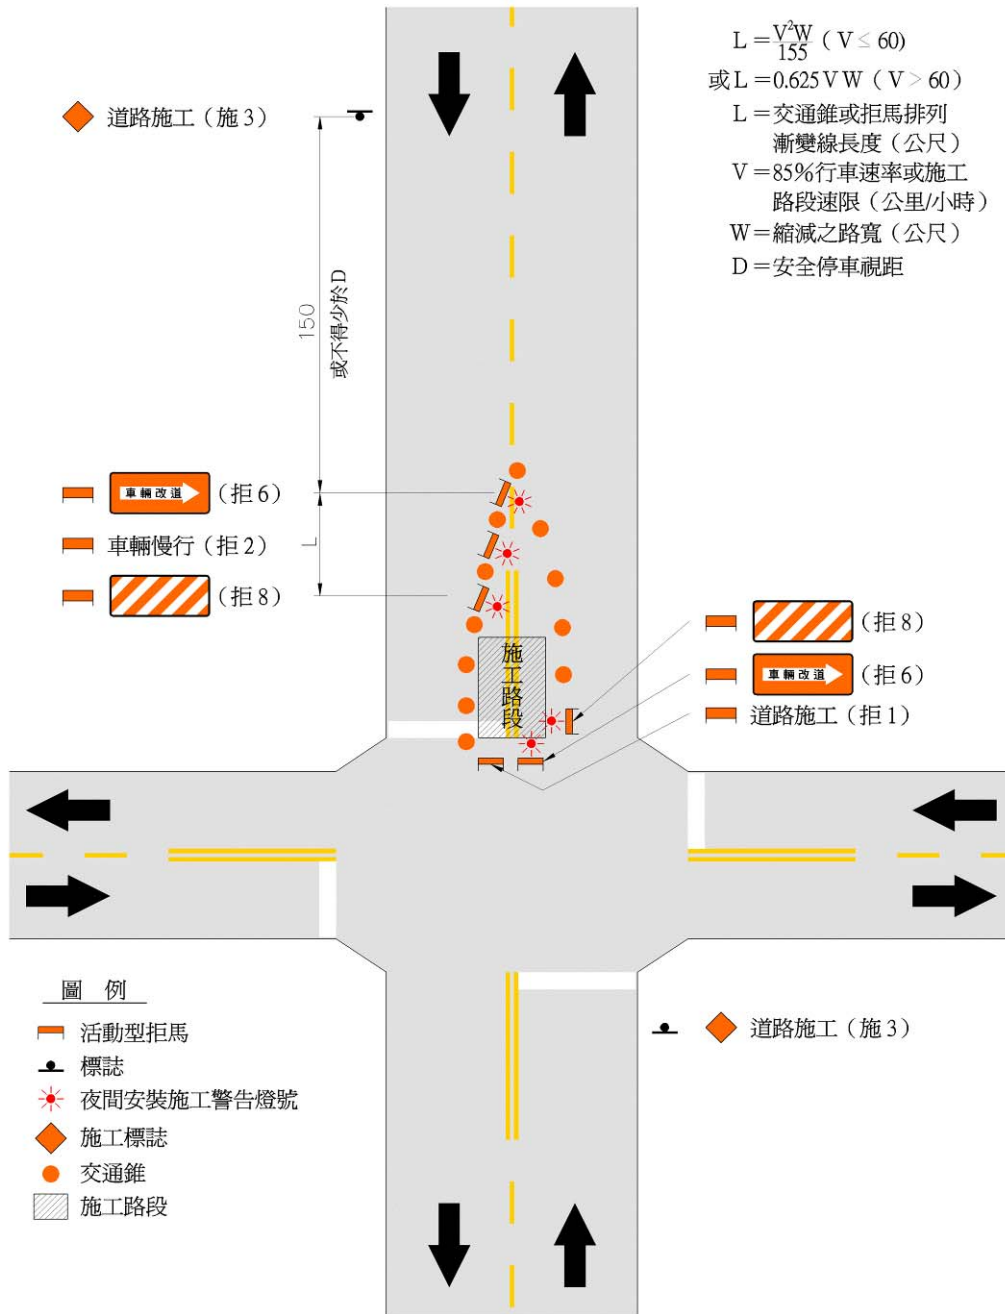 L＝V²W/155（V ≤ 60）
或L＝0.625VW（V＞60）
L＝交通錐或拒馬排列
漸變線長度（公尺）
V＝85%行車速率或施工
路段速限（公里/小時）
W＝縮減之路寬（公尺）
D＝安全停車視距
道路施工（施3）
150
或不得少於D
車輛改道
（拒6）
車輛慢行（拒2）
（拒8）
L
施工路段
（拒8）
車輛改道
（拒6）
道路施工（拒1）
道路施工（施3）
圖 例
活動型拒馬
標誌
夜間安裝施工警告燈號
施工標誌
交通錐
施工路段